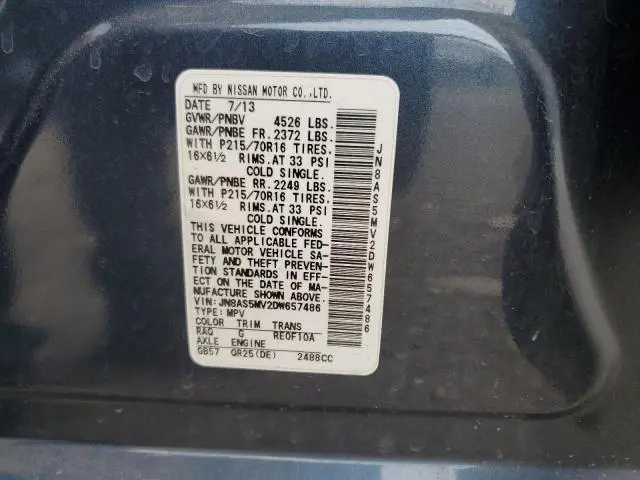 MFD BY NISSAN MOTOR CO.,LTD.
DATE 7/13
GVWR/PNBV 4526 LBS.
GAWR/PNBE FR. 2372 LBS.
WITH P215/70R16 TIRES.
16X6½ RIMS. AT 33 PSI
COLD SINGLE.
GAWR/PNBE RR. 2249 LBS.
WITH P215/70R16 TIRES.
16X6½ RIMS. AT 33 PSI
COLD SINGLE.
THIS VEHICLE CONFORMS
TO ALL APPLICABLE FED-
ERAL MOTOR VEHICLE SA-
FETY AND THEFT PREVEN-
TION STANDARDS IN EFF-
ECT ON THE DATE OF MA-
NUFACTURE SHOWN ABOVE.
VIN: JN8AS5MV2DW657486
TYPE: MPV
COLOR TRIM TRANS
RAQ G RE0F10A
AXLE ENGINE
GB57 QR25(DE) 2488CC
JN8AS5MV2DW657486